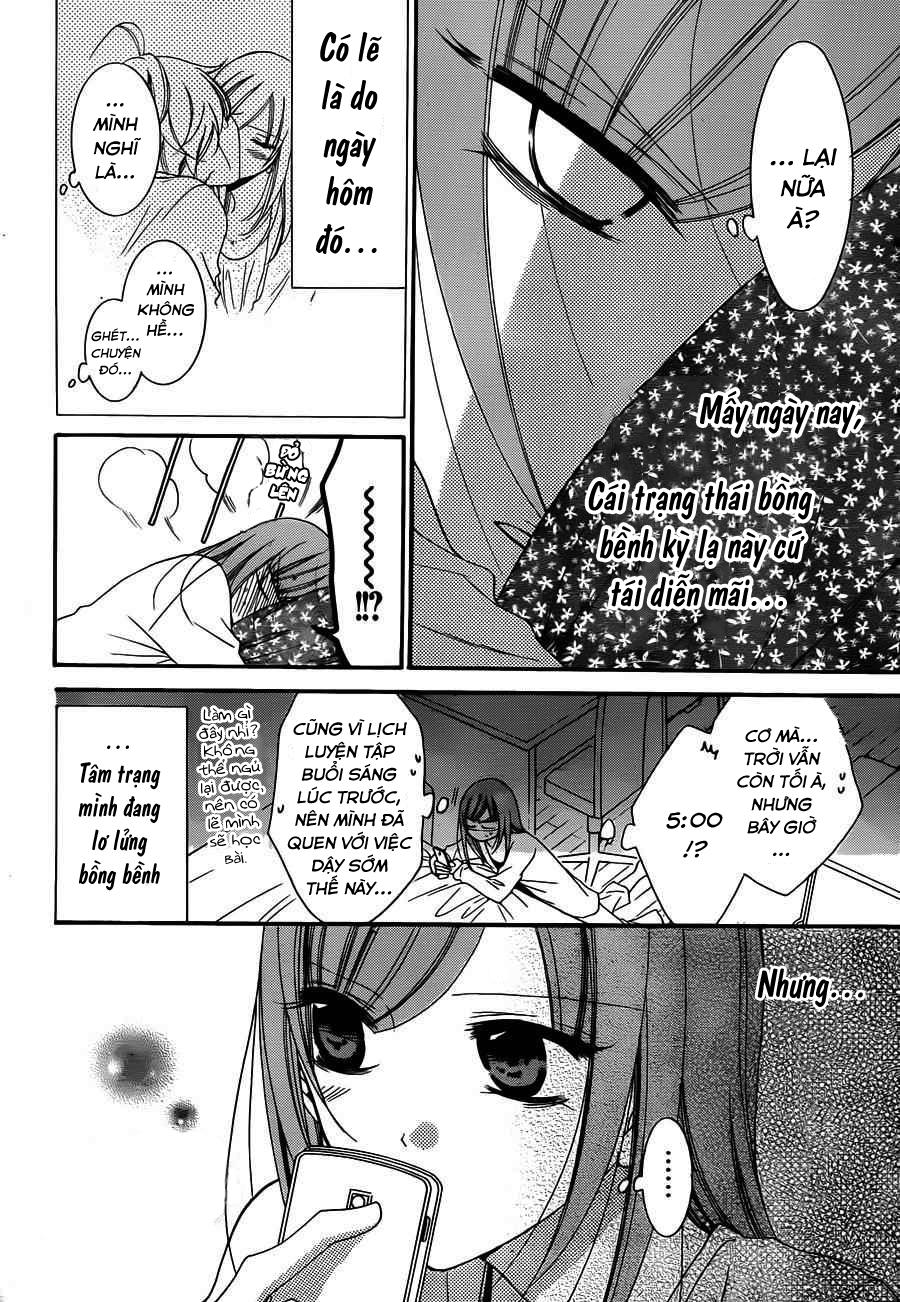 ... LẠI
NỮA
À?
Mấy ngày nay,
Cái trạng thái bồng
bềnh kỳ lạ này cứ
tái diễn mãi...
Có lẽ
là do
ngày
hôm
đó...
...
MÌNH
NGHĨ
LÀ...
...
MÌNH
KHÔNG
HỀ...
GHÉT...
CHUYỆN
ĐÓ...
!!!?
ĐỎ
BỪNG
LÊN
CƠ MÀ...
TRỜI VẪN
CÒN TỐI À,
NHƯNG
BÂY GIỜ
...
5:00
!?
CŨNG VÌ LỊCH
LUYỆN TẬP
BUỔI SÁNG
LÚC TRƯỚC,
NÊN MÌNH ĐÃ
QUEN VỚI VIỆC
DẬY SỚM
THẾ NÀY...
Làm gì
đây nhỉ?
Không
thể ngủ
lại được,
nên có
lẽ mình
sẽ học
bài.
...
Tâm trạng
mình đang
lơ lửng
bồng bềnh
Nhưng...
......